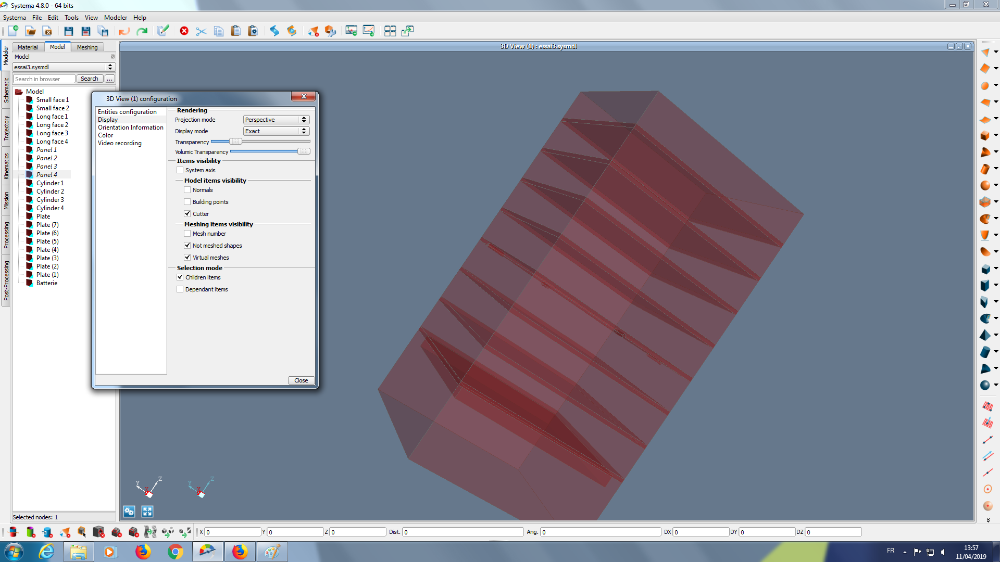 Systema 4.8.0 - 64 bits
Systema File Edit Tools View Modeler Help
Material Model Meshing
Model
essai3.sysmdl
Search in browser Search ...
Modeler
Schematic
Trajectory
Kinematics
Mission
Processing
Post-Processing
Model
Small face 1
Small face 2
Long face 1
Long face 2
Long face 3
Long face 4
Panel 1
Panel 2
Panel 3
Panel 4
Cylinder 1
Cylinder 2
Cylinder 3
Cylinder 4
Plate
Plate (7)
Plate (6)
Plate (5)
Plate (4)
Plate (3)
Plate (2)
Plate (1)
Batterie
Selected nodes: 1
3D View (1) : essai3.sysmdl
3D View (1) configuration
Entities configuration
Display
Orientation Information
Color
Video recording
Rendering
Projection mode Perspective
Display mode Exact
Transparency
Volumic Transparency
Items visibility
System axis
Model items visibility
Normals
Building points
Cutter
Meshing items visibility
Mesh number
Not meshed shapes
Virtual meshes
Selection mode
Children items
Dependant items
Close
Y X Z
Y X Z
X 0 Y 0 Z 0 Dist. 0 Ang. 0 DX 0 DY 0 DZ 0
FR
13:57
11/04/2019